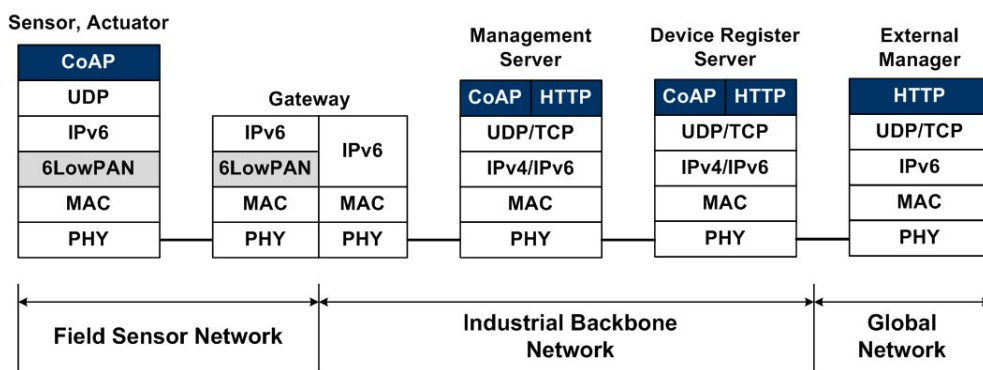 Sensor, Actuator
CoAP
UDP
IPv6
6LowPAN
MAC
PHY
Gateway
IPv6
6LowPAN
MAC
PHY
IPv6
MAC
PHY
Management
Server
CoAP HTTP
UDP/TCP
IPv4/IPv6
MAC
PHY
Device Register
Server
CoAP HTTP
UDP/TCP
IPv4/IPv6
MAC
PHY
External
Manager
HTTP
UDP/TCP
IPv6
MAC
PHY
Field Sensor Network
Industrial Backbone
Network
Global
Network